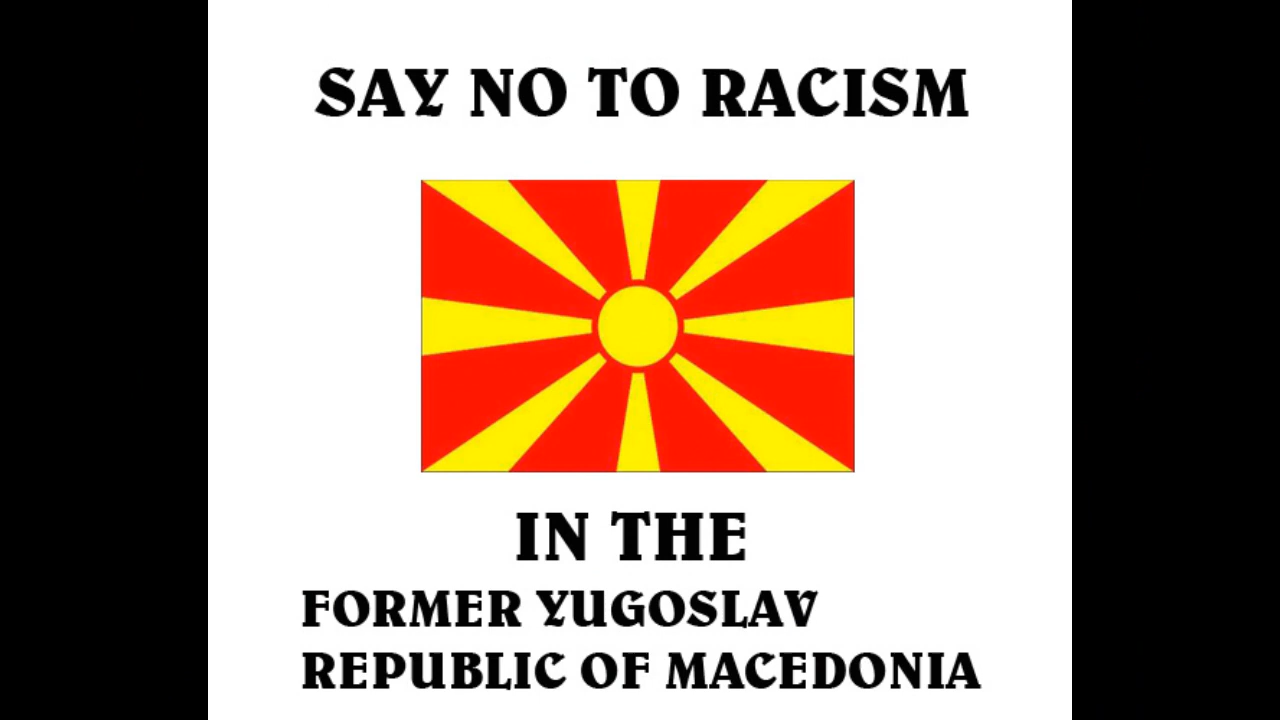 SAY NO TO RACISM
IN THE
FORMER YUGOSLAV
REPUBLIC OF MACEDONIA